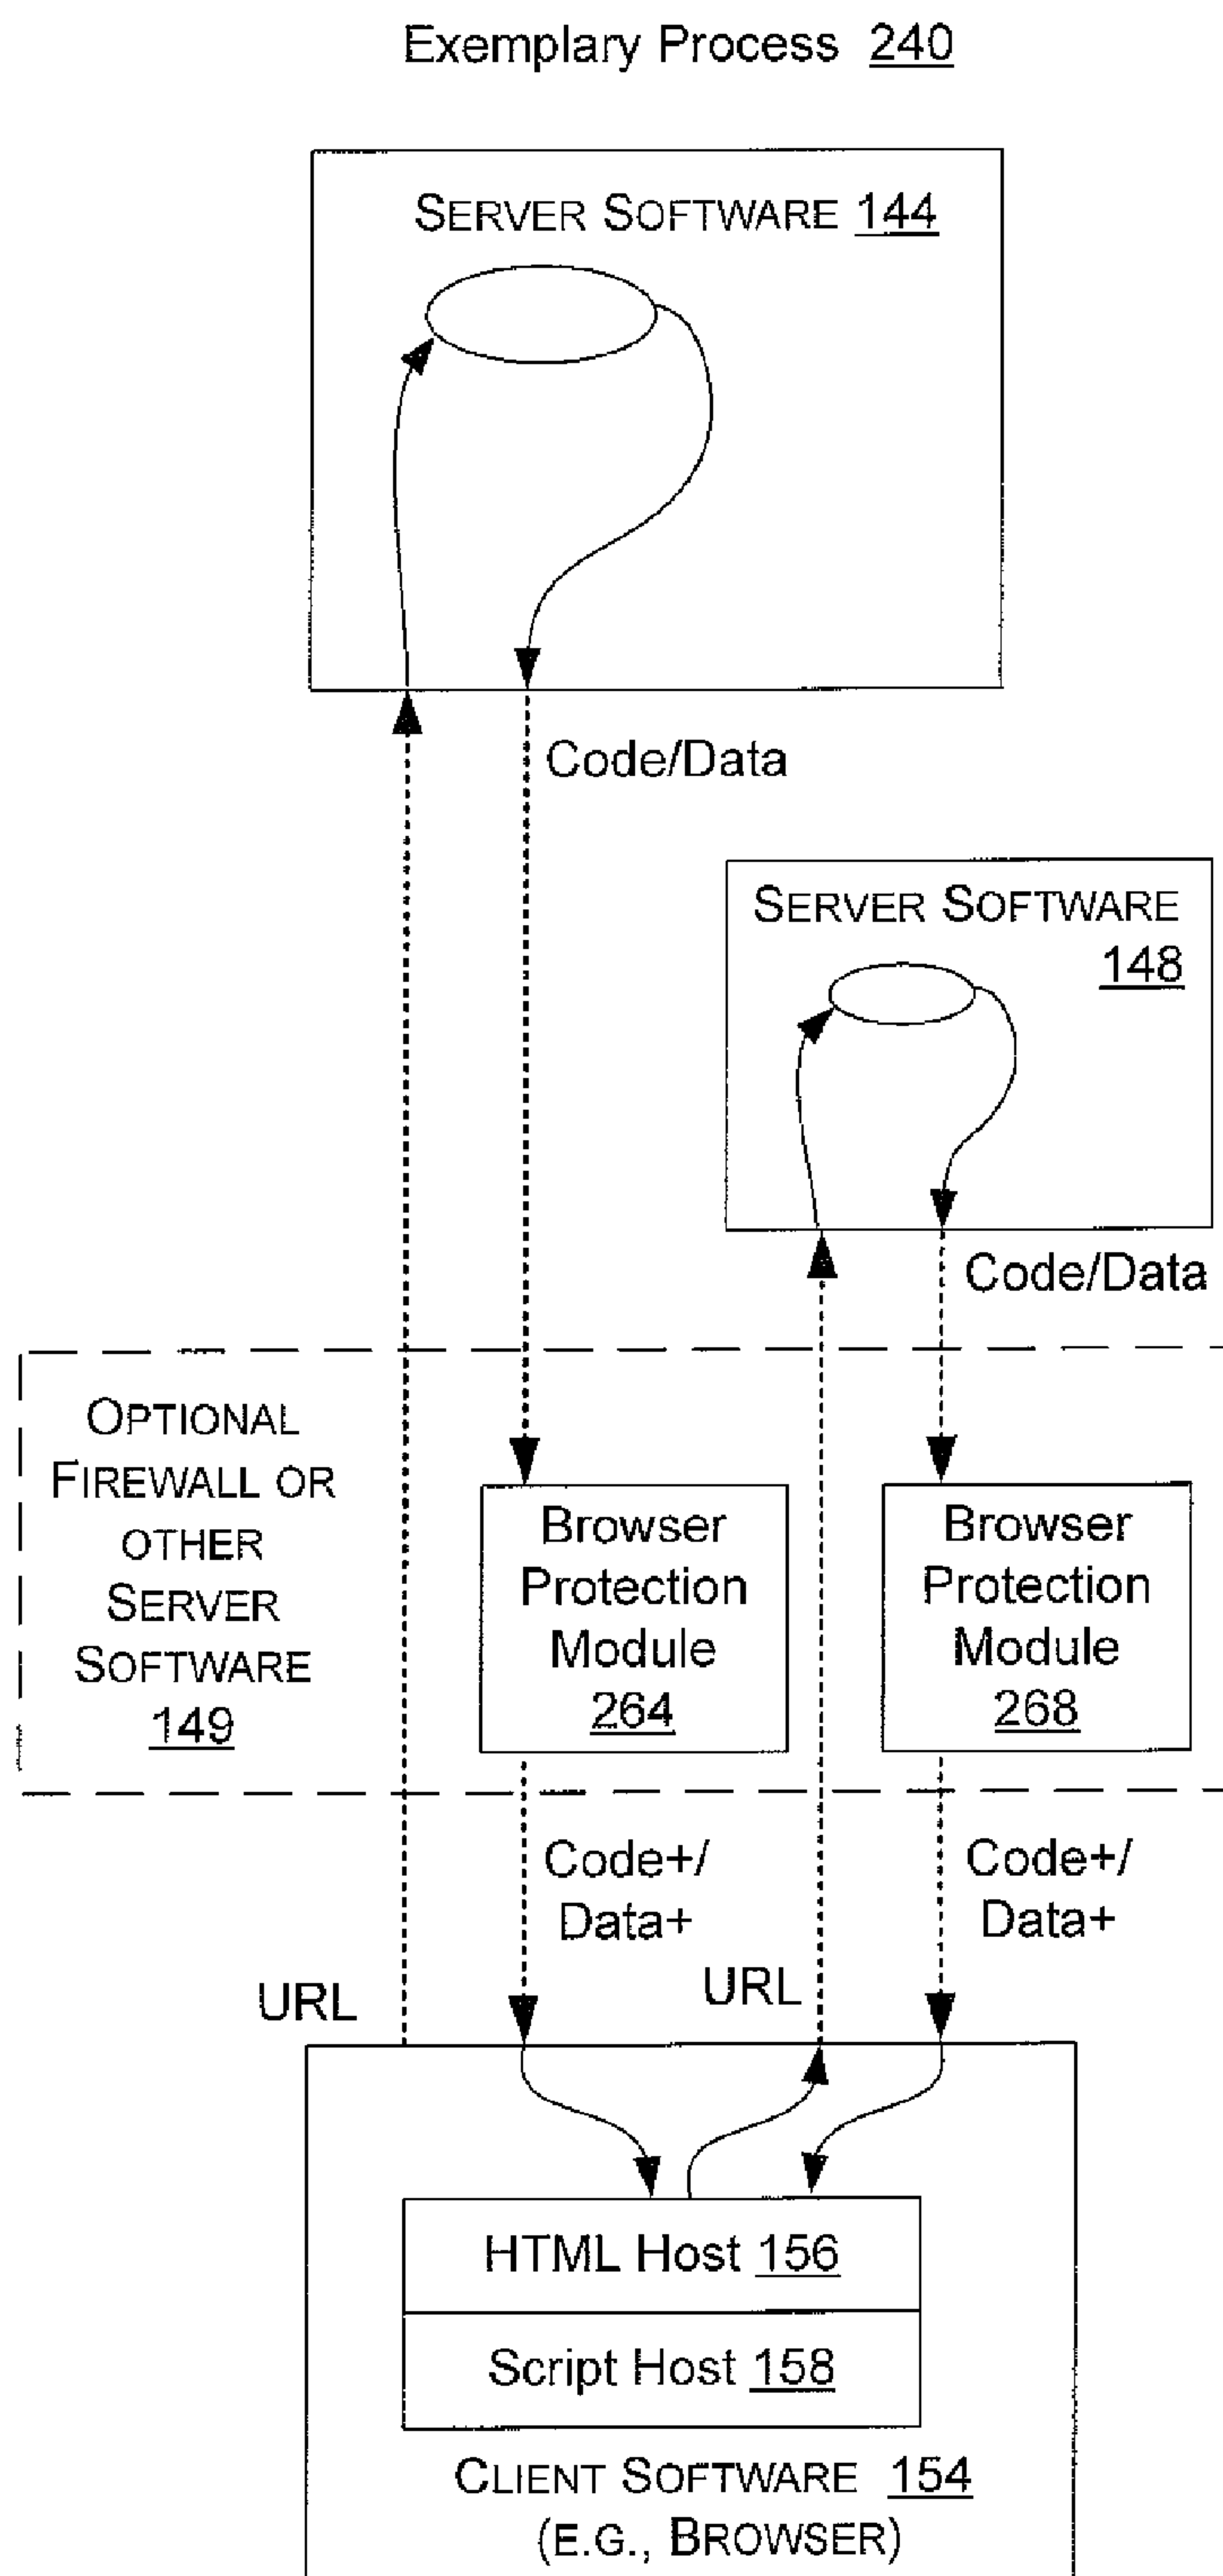 Exemplary Process 240
SERVER SOFTWARE 144
Code/Data
SERVER SOFTWARE
148
Code/Data
OPTIONAL
FIREWALL OR
OTHER
SERVER
SOFTWARE
149
Browser
Protection
Module
264
Browser
Protection
Module
268
Code+/
Data+
Code+/
Data+
URL
URL
HTML Host 156
Script Host 158
CLIENT SOFTWARE 154
(E.G., BROWSER)